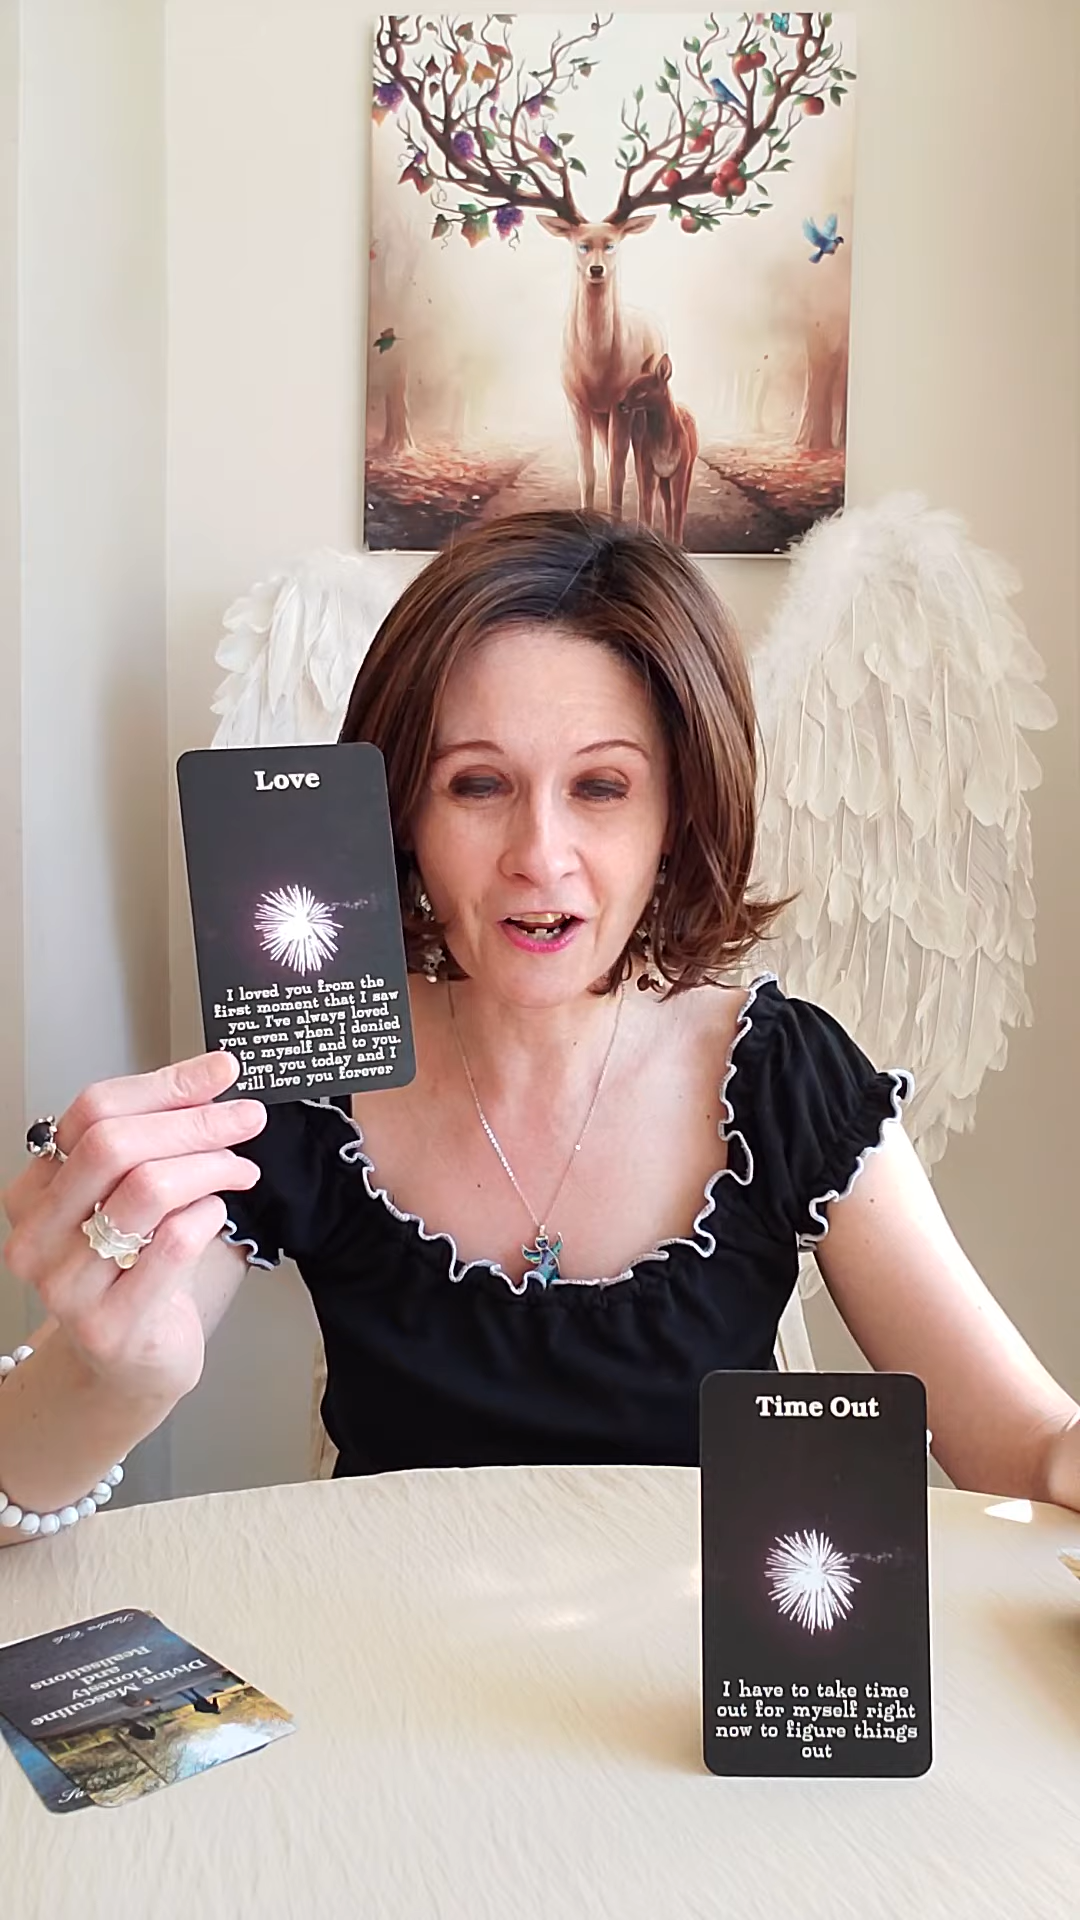 Love
I loved you from the
first moment that I saw
you. I've always loved
you even when I denied
to myself and to you.
love you today and I
will love you forever
Time Out
I have to take time
out for myself right
now to figure things
out
Divine Masculine
Honesty
and
Realisations
Sandra
Sa